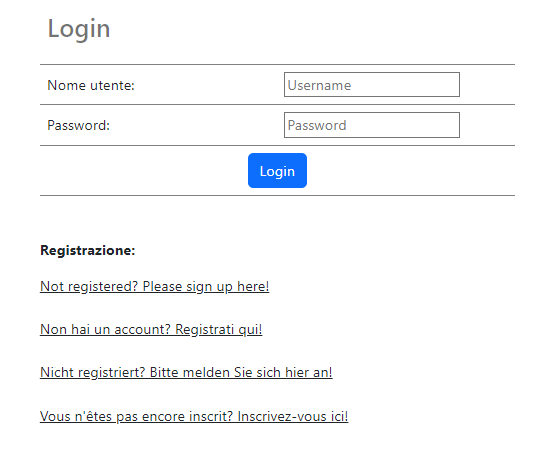 Login
Nome utente: Username
Password: Password
Login
Registrazione:
Not registered? Please sign up here!
Non hai un account? Registrati qui!
Nicht registriert? Bitte melden Sie sich hier an!
Vous n'êtes pas encore inscrit? Inscrivez-vous ici!